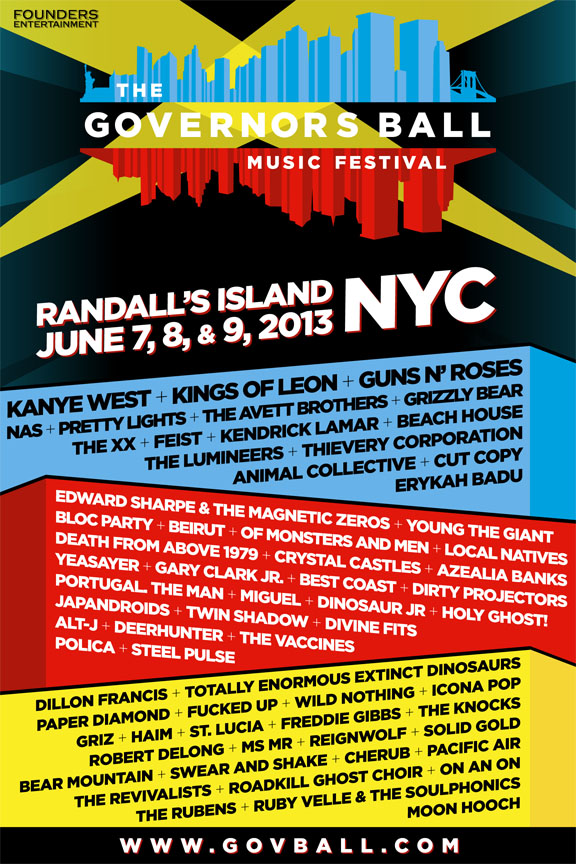 FOUNDERS
ENTERTAINMENT
THE
GOVERNORS BALL
MUSIC FESTIVAL
RANDALL'S ISLAND
JUNE 7, 8, & 9, 2013
NYC
KANYE WEST + KINGS OF LEON + GUNS N' ROSES
NAS + PRETTY LIGHTS + THE AVETT BROTHERS + GRIZZLY BEAR
THE XX + FEIST + KENDRICK LAMAR + BEACH HOUSE
THE LUMINEERS + THIEVERY CORPORATION
ANIMAL COLLECTIVE + CUT COPY
ERYKAH BADU
EDWARD SHARPE & THE MAGNETIC ZEROS + YOUNG THE GIANT
BLOC PARTY + BEIRUT + OF MONSTERS AND MEN + LOCAL NATIVES
DEATH FROM ABOVE 1979 + CRYSTAL CASTLES + AZEALIA BANKS
YEASAYER + GARY CLARK JR. + BEST COAST + DIRTY PROJECTORS
PORTUGAL. THE MAN + MIGUEL + DINOSAUR JR + HOLY GHOST!
JAPANDROIDS + TWIN SHADOW + DIVINE FITS
ALT-J + DEERHUNTER + THE VACCINES
POLICA + STEEL PULSE
DILLON FRANCIS + TOTALLY ENORMOUS EXTINCT DINOSAURS
PAPER DIAMOND + FUCKED UP + WILD NOTHING + ICONA POP
GRIZ + HAIM + ST. LUCIA + FREDDIE GIBBS + THE KNOCKS
ROBERT DELONG + MS MR + REIGNWOLF + SOLID GOLD
BEAR MOUNTAIN + SWEAR AND SHAKE + CHERUB + PACIFIC AIR
THE REVIVALISTS + ROADKILL GHOST CHOIR + ON AN ON
THE RUBENS + RUBY VELLE & THE SOULPHONICS
MOON HOOCH
WWW.GOVBALL.COM